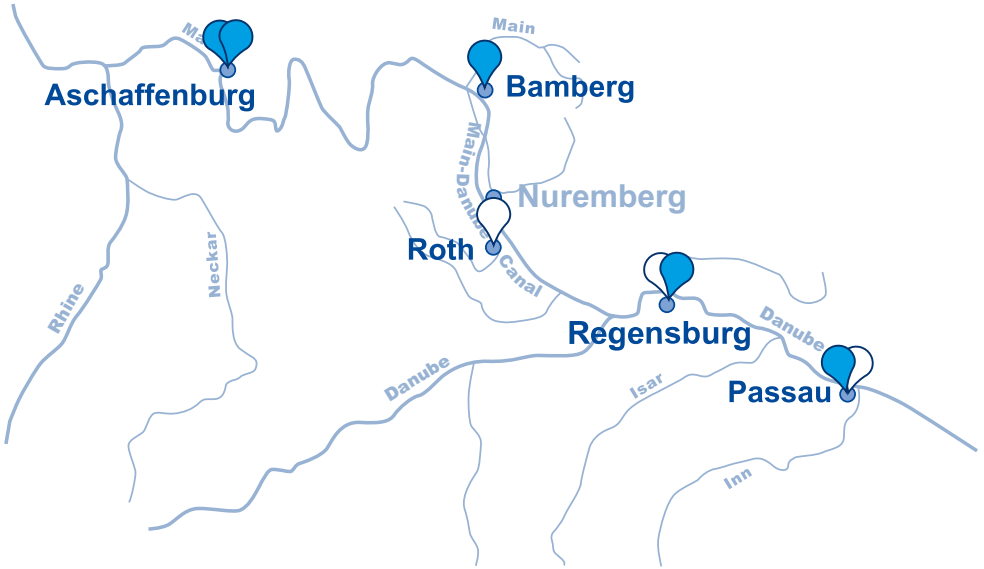 Main
Aschaffenburg
Bamberg
Main-Danube
Canal
Nuremberg
Roth
Neckar
Rhine
Regensburg
Danube
Danube
Isar
Passau
Inn